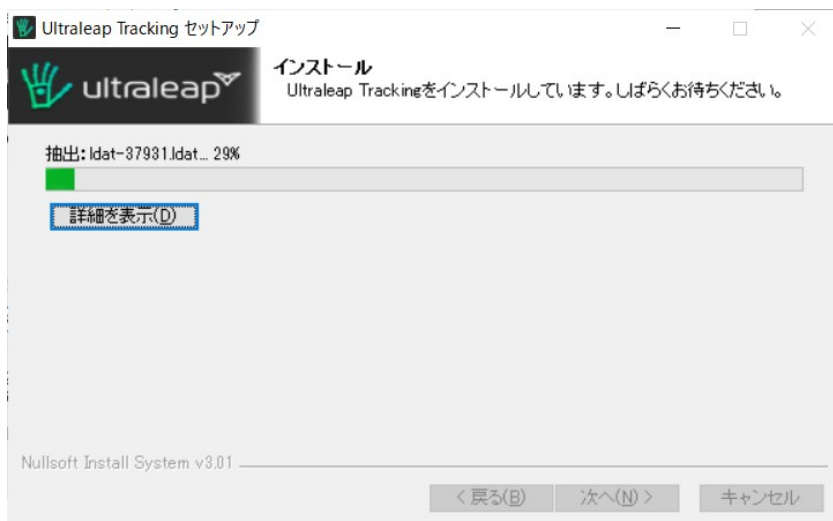 Ultraleap Tracking セットアップ
ultraleap
インストール
Ultraleap Trackingをインストールしています。しばらくお待ちください。
抽出: ldat-37931.ldat... 29%
詳細を表示(D)
Nullsoft Install System v3.01
< 戻る(B)
次へ(N) >
キャンセル